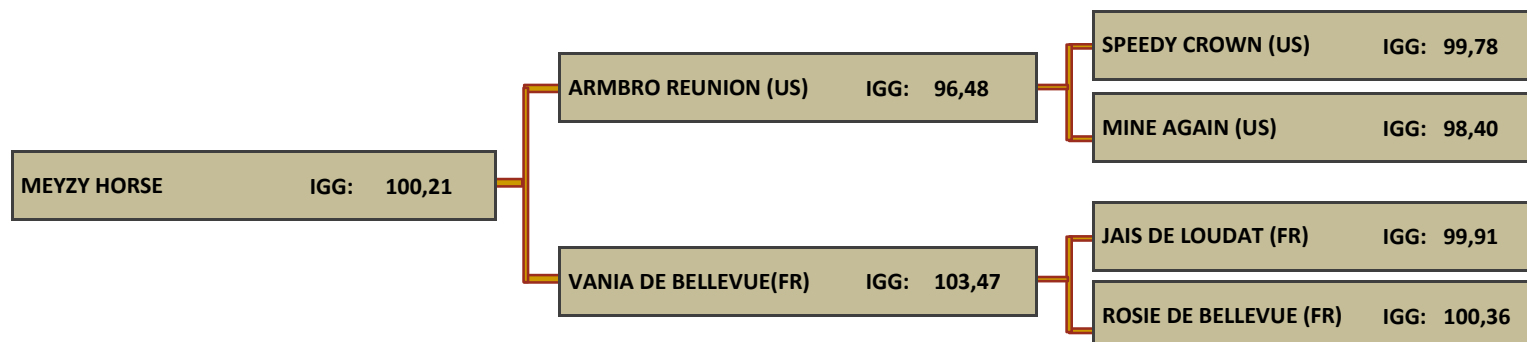 SPEEDY CROWN (US) IGG: 99,78
ARMBRO REUNION (US) IGG: 96,48
MINE AGAIN (US) IGG: 98,40
MEYZY HORSE IGG: 100,21
JAIS DE LOUDAT (FR) IGG: 99,91
VANIA DE BELLEVUE(FR) IGG: 103,47
ROSIE DE BELLEVUE (FR) IGG: 100,36